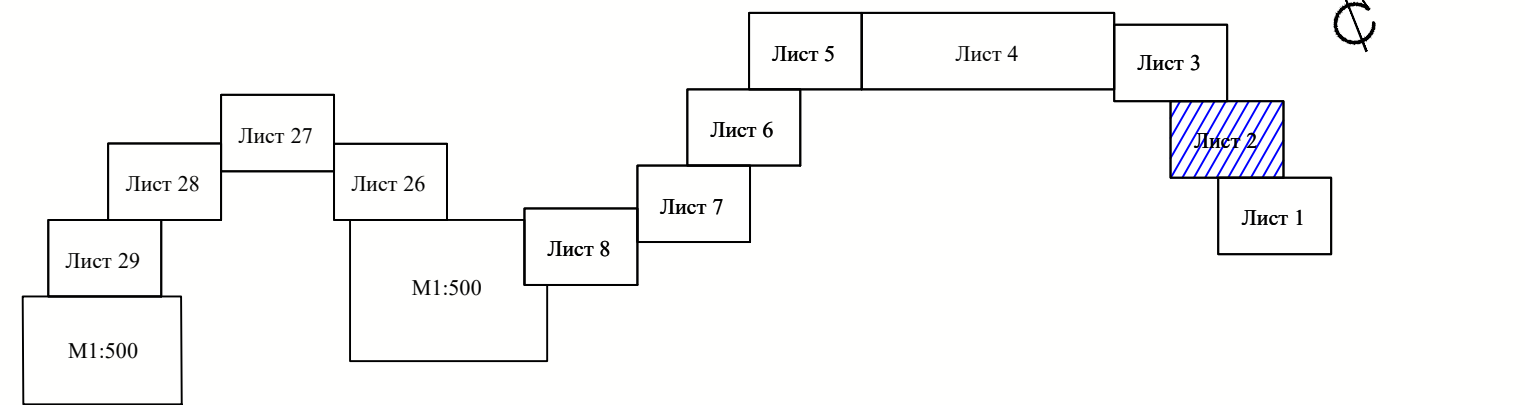 Лист 5
Лист 4
Лист 3
Лист 27
Лист 6
Лист 2
Лист 28
Лист 26
Лист 7
Лист 1
Лист 29
Лист 8
М1:500
М1:500